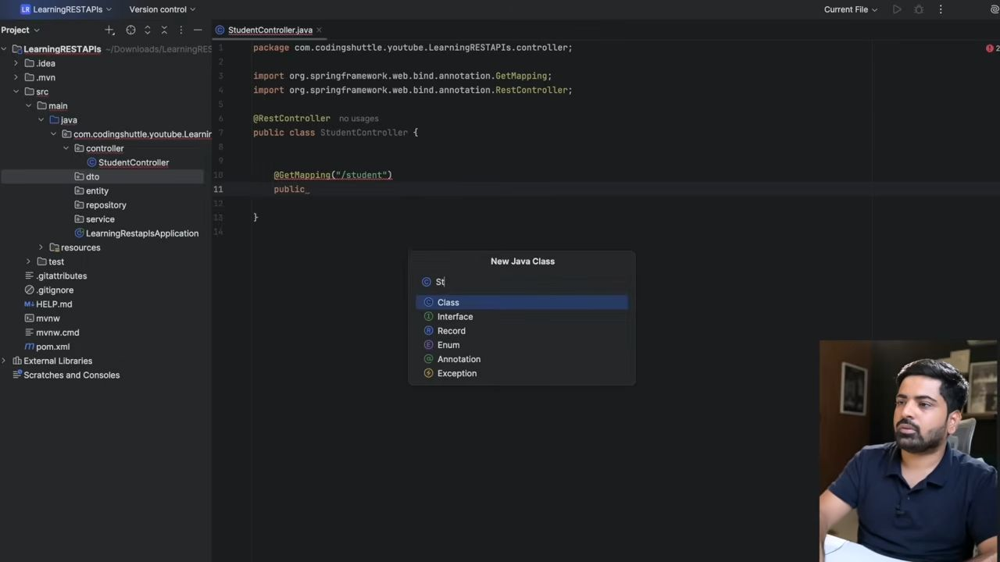 LR LearningRESTAPIs
Version control
Current File
Project
StudentController.java
LearningRESTAPIs ~/Downloads/LearningRES
.idea
.mvn
src
main
java
com.codingshuttle.youtube.Learnin
controller
StudentController
dto
entity
repository
service
LearningRestapIsApplication
resources
test
.gitattributes
.gitignore
HELP.md
mvnw
mvnw.cmd
pom.xml
External Libraries
Scratches and Consoles
1 package com.codingshuttle.youtube.LearningRESTAPIs.controller;
2
3 import org.springframework.web.bind.annotation.GetMapping;
4 import org.springframework.web.bind.annotation.RestController;
5
6 @RestController no usages
7 public class StudentController {
8
9
10 @GetMapping("/student")
11 public
12
13 }
14
2
New Java Class
St
Class
Interface
Record
Enum
Annotation
Exception